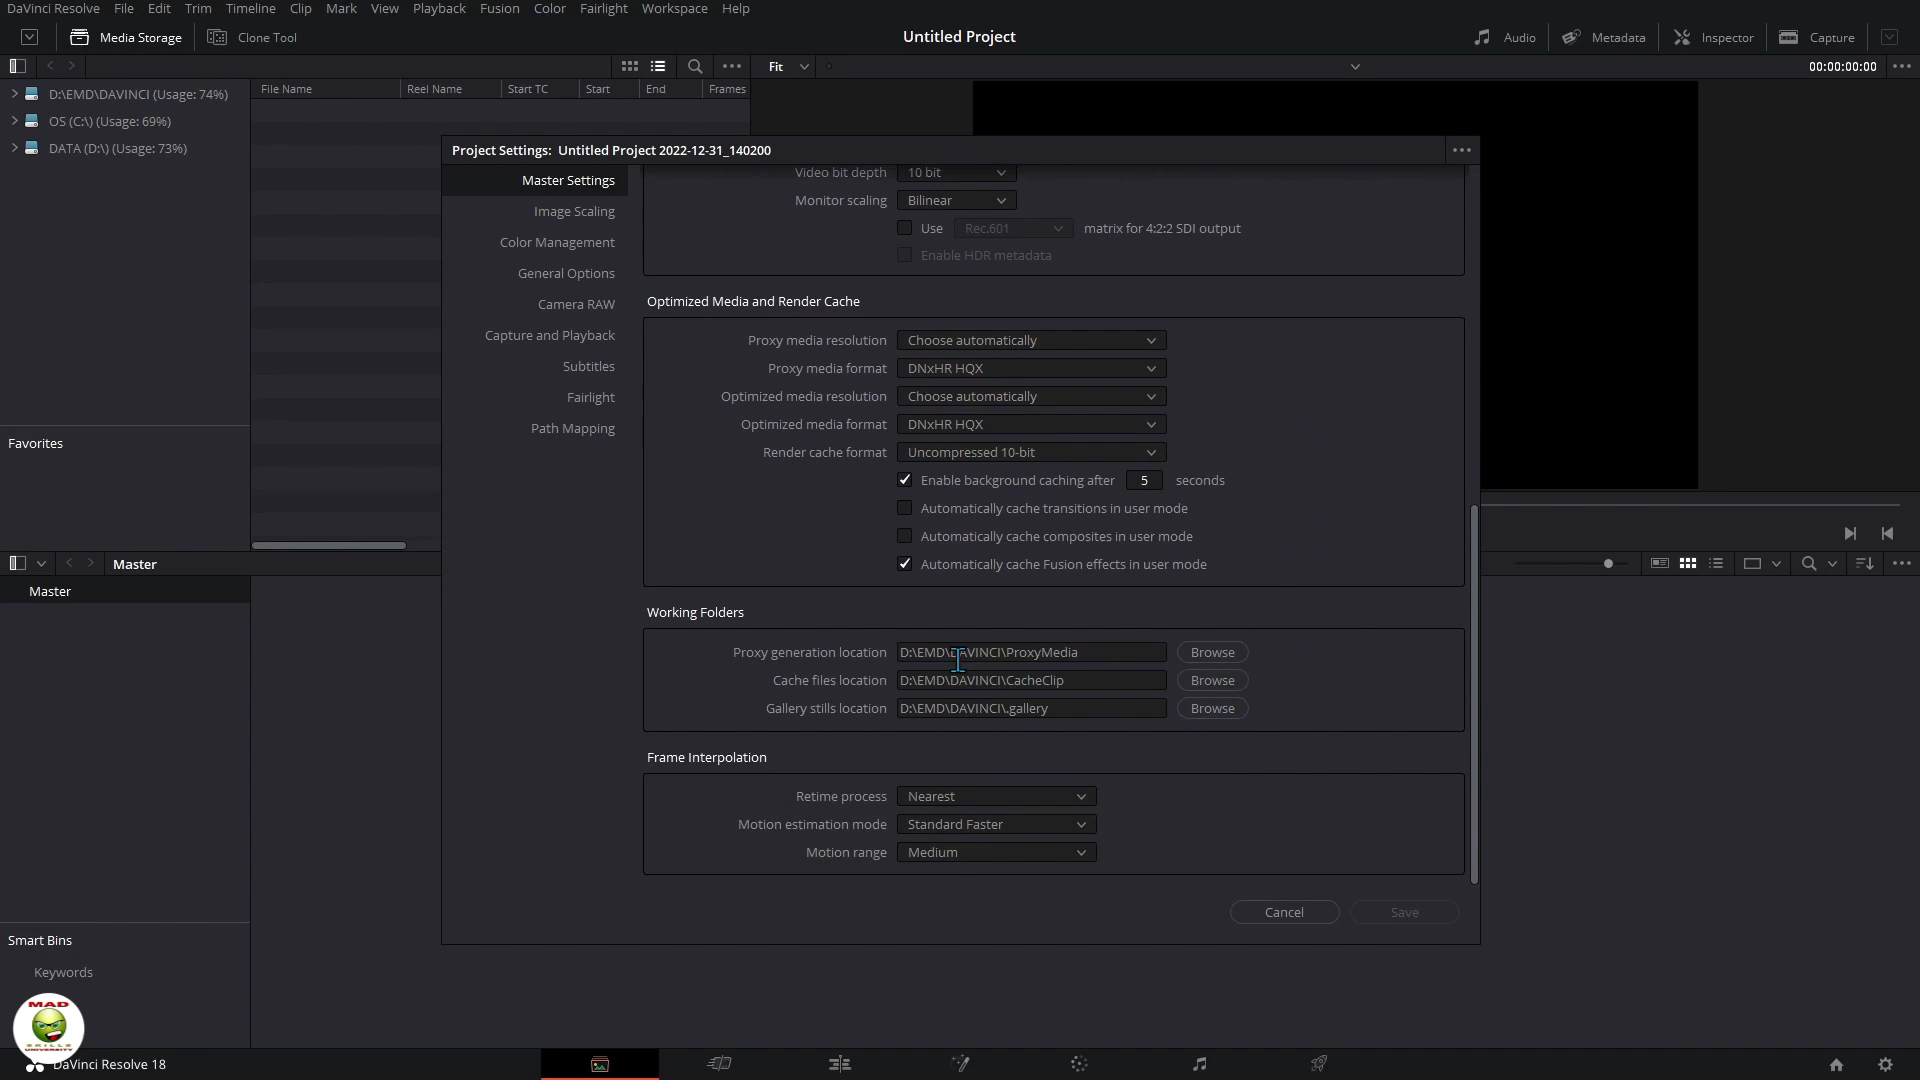 DaVinci Resolve File Edit Trim Timeline Clip Mark View Playback Fusion Color Fairlight Workspace Help
Media Storage Clone Tool Untitled Project Audio Metadata Inspector Capture
Fit 00:00:00:00
D:\EMD\DAVINCI (Usage: 74%)
OS (C:\) (Usage: 69%)
DATA (D:\) (Usage: 73%)
File Name Reel Name Start TC Start End Frames
Favorites
Master
Master
Smart Bins
Keywords
Project Settings: Untitled Project 2022-12-31_140200
Master Settings
Image Scaling
Color Management
General Options
Camera RAW
Capture and Playback
Subtitles
Fairlight
Path Mapping
Video bit depth 10 bit
Monitor scaling Bilinear
Use Rec.601 matrix for 4:2:2 SDI output
Enable HDR metadata
Optimized Media and Render Cache
Proxy media resolution Choose automatically
Proxy media format DNxHR HQX
Optimized media resolution Choose automatically
Optimized media format DNxHR HQX
Render cache format Uncompressed 10-bit
Enable background caching after 5 seconds
Automatically cache transitions in user mode
Automatically cache composites in user mode
Automatically cache Fusion effects in user mode
Working Folders
Proxy generation location D:\EMD\DAVINCI\ProxyMedia Browse
Cache files location D:\EMD\DAVINCI\CacheClip Browse
Gallery stills location D:\EMD\DAVINCI\.gallery Browse
Frame Interpolation
Retime process Nearest
Motion estimation mode Standard Faster
Motion range Medium
Cancel Save
MAD
SKILLS
UNIVERSITY
DaVinci Resolve 18